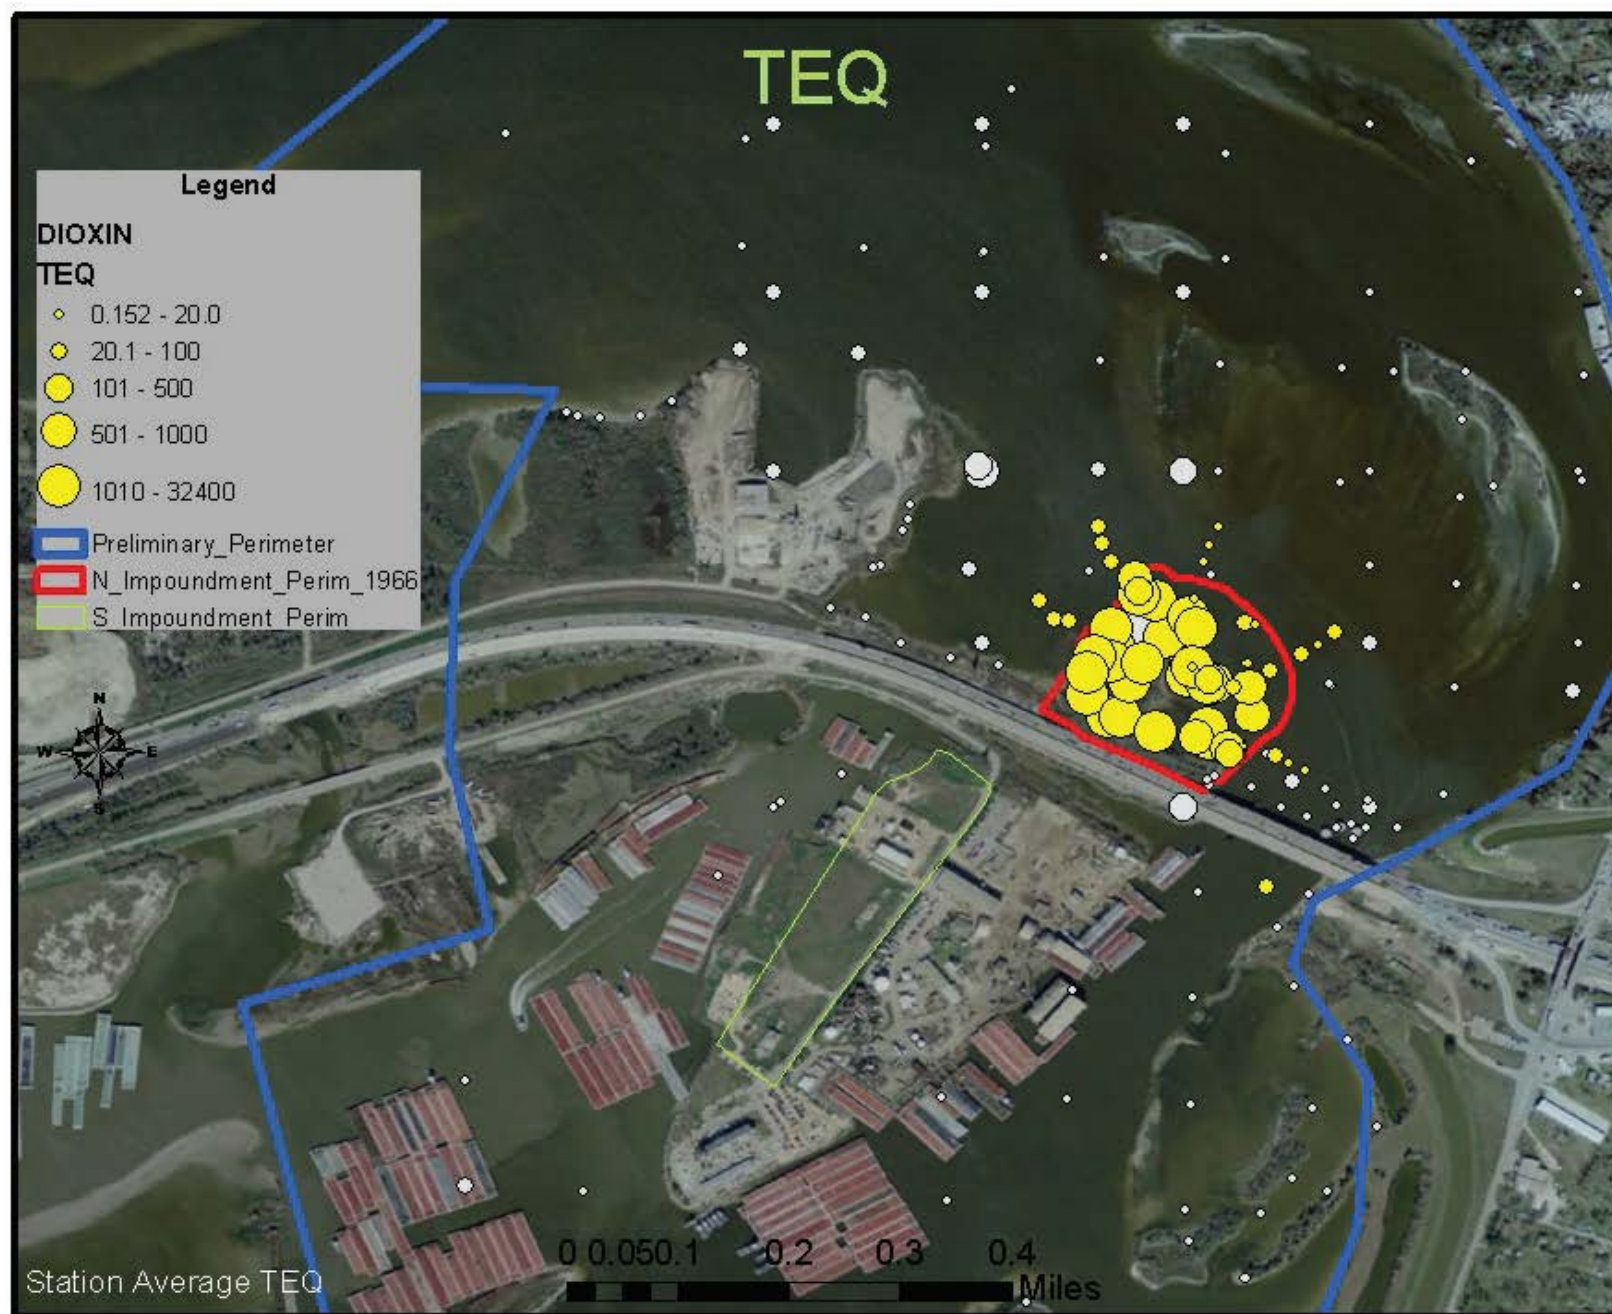 TEQ
Legend
DIOXIN
TEQ
0.152 - 20.0
20.1 - 100
101 - 500
501 - 1000
1010 - 32400
Preliminary_Perimeter
N_Impoundment_Perim_1966
S_Impoundment_Perim
N
W E
S
0 0.050.1 0.2 0.3 0.4
Miles
Station Average TEQ